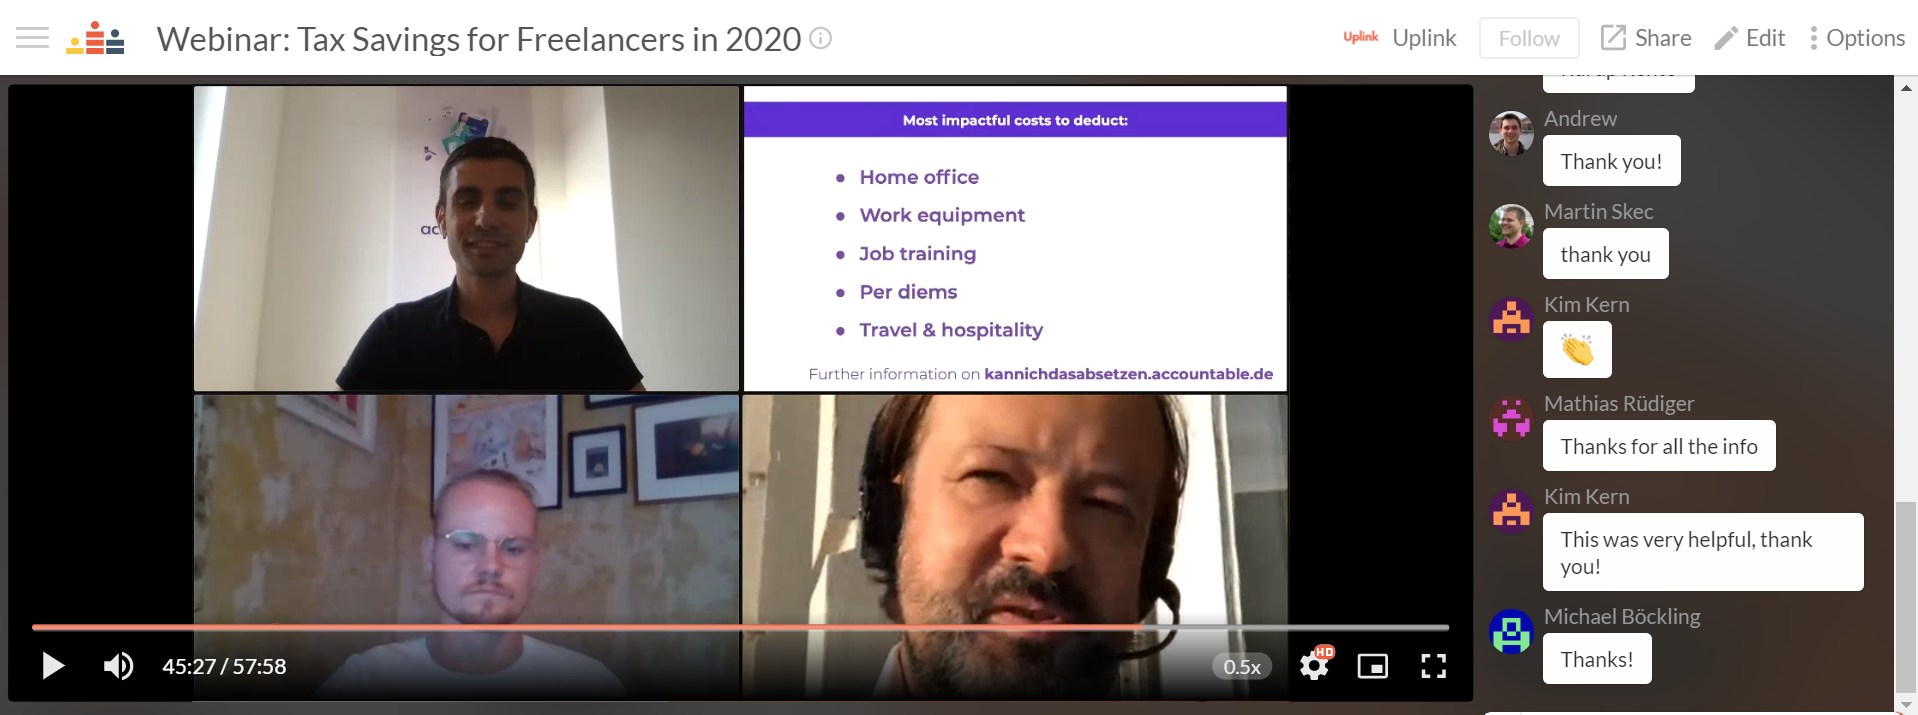 Webinar: Tax Savings for Freelancers in 2020
Uplink
Uplink
Follow
Share
Edit
Options
Most impactful costs to deduct:
• Home office
• Work equipment
• Job training
• Per diems
• Travel & hospitality
Further information on kannichdasabsetzen.accountable.de
ac
45:27 / 57:58
0.5x
HD
Andrew
Thank you!
Martin Skec
thank you
Kim Kern
👏
Mathias Rüdiger
Thanks for all the info
Kim Kern
This was very helpful, thank
you!
Michael Böckling
Thanks!